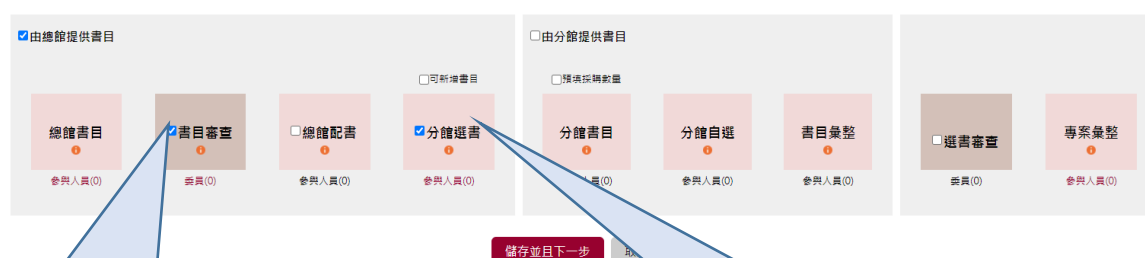 由總館提供書目
由分館提供書目
可新增書目
預填採購數量
總館書目
書目審查
總館配書
分館選書
分館書目
分館自選
書目彙整
選書審查
專案彙整
參與人員(0)
委員(0)
參與人員(0)
參與人員(0)
人員(0)
參與人員(0)
參與人員(0)
委員(0)
參與人員(0)
儲存並且下一步